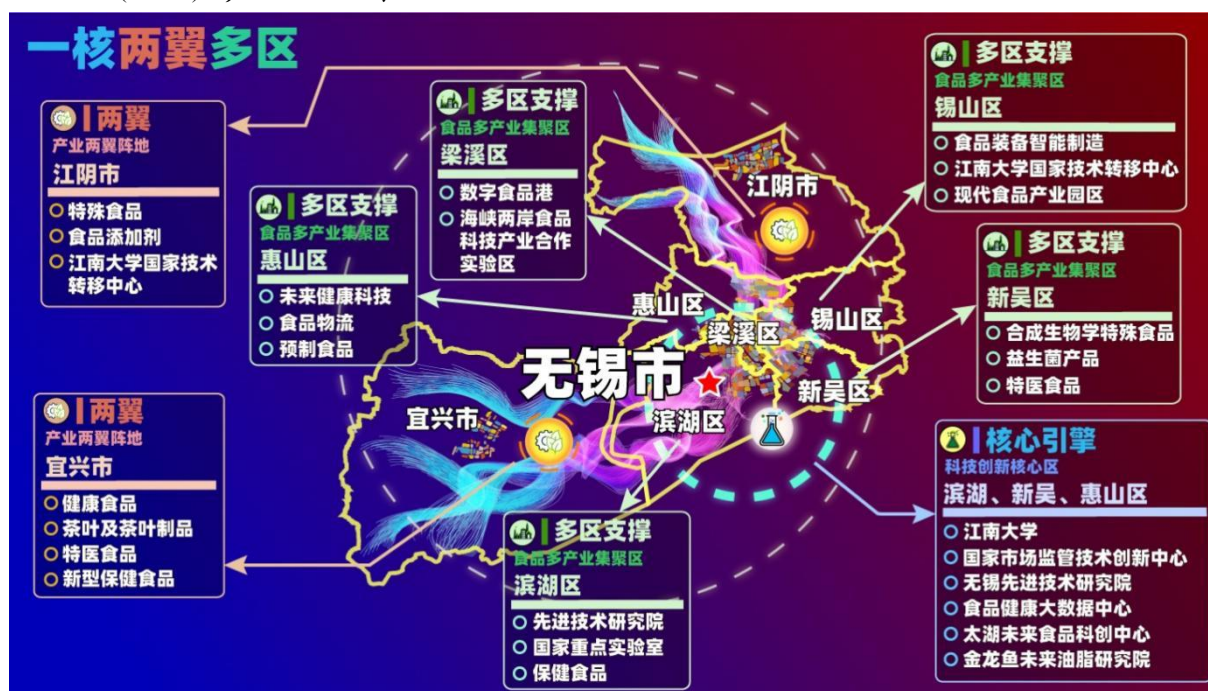 一核两翼多区
两翼
产业两翼阵地
江阴市
特殊食品
食品添加剂
江南大学国家技术
转移中心
多区支撑
食品多产业集聚区
梁溪区
数字食品港
海峡两岸食品
科技产业合作
实验区
多区支撑
食品多产业集聚区
锡山区
食品装备智能制造
江南大学国家技术转移中心
现代食品产业园区
多区支撑
食品多产业集聚区
惠山区
未来健康科技
食品物流
预制食品
多区支撑
食品多产业集聚区
新吴区
合成生物学特殊食品
益生菌产品
特医食品
江阴市
惠山区
梁溪区
锡山区
无锡市
新吴区
宜兴市
滨湖区
两翼
产业两翼阵地
宜兴市
健康食品
茶叶及茶叶制品
特医食品
新型保健食品
多区支撑
食品多产业集聚区
滨湖区
先进技术研究院
国家重点实验室
保健食品
核心引擎
科技创新核心区
滨湖、新吴、惠山区
江南大学
国家市场监管技术创新中心
无锡先进技术研究院
食品健康大数据中心
太湖未来食品科创中心
金龙鱼未来油脂研究院